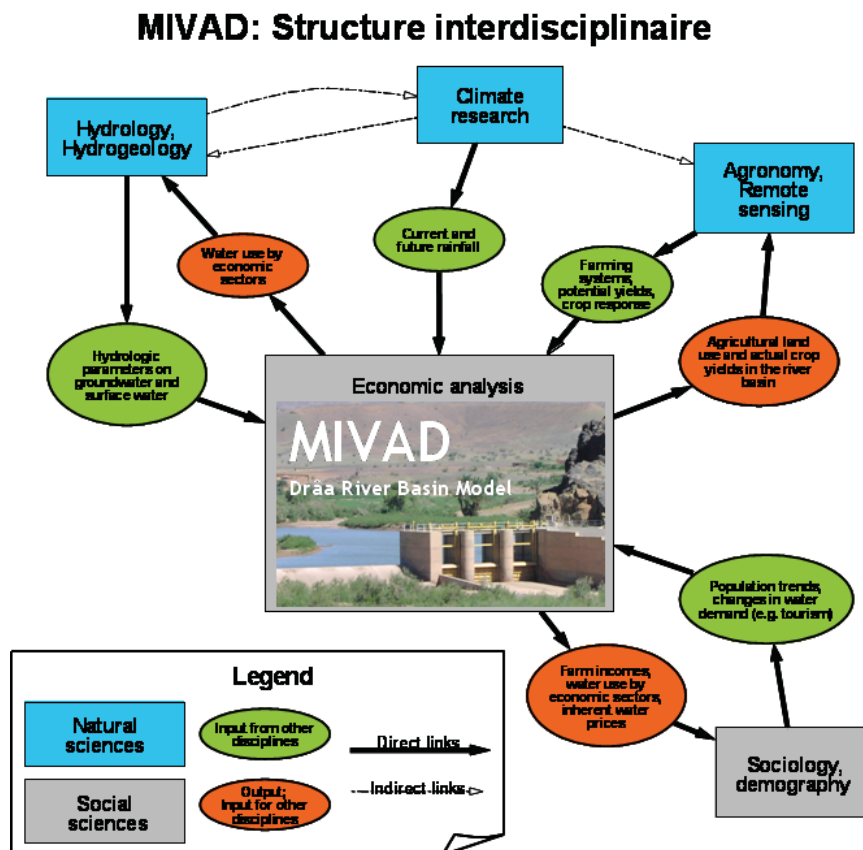 MIVAD: Structure interdisciplinaire
Climate
research
Hydrology,
Hydrogeology
Agronomy,
Remote
sensing
Current and
future rainfall
Water use by
economic
sectors
Farming
systems,
potential yields,
crop response
Hydrologic
parameters on
groundwater and
surface water
Agricultural land
use and actual crop
yields in the river
basin
Economic analysis
MIVAD
Drâa River Basin Model
Population trends,
changes in water
demand (e.g. tourism)
Farm incomes,
water use by
economic sectors,
inherent water
prices
Sociology,
demography
Legend
Natural
sciences
Input from other
disciplines
Direct links
Social
sciences
Output;
Input for other
disciplines
Indirect links